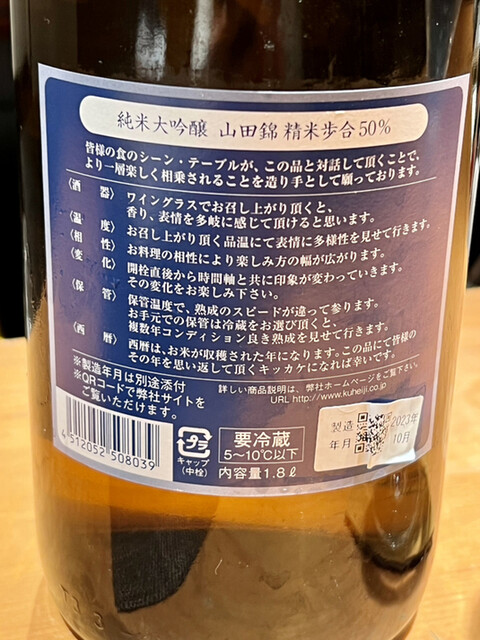 純米大吟醸 山田錦 精米歩合50%
皆様の食のシーン・テーブルが、この品と対話して頂くことで、
より一層楽しく相乗されることを造り手として願っております。
〈酒器〉ワイングラスでお召し上がり頂くと、
香り、表情を多岐に感じて頂けると思います。
〈温度〉お召し上がり頂く品温にて表情に多様性を見せて行きます。
〈相性〉お料理の相性により楽しみ方の幅が広がります。
〈変化〉開栓直後から時間軸と共に印象が変わっていきます。
その変化をお楽しみ下さい。
〈保管〉保管温度で、熟成のスピードが違って参ります。
お手元での保管は冷蔵をお選び頂くと、
複数年コンディション良き熟成を見せて行きます。
〈西暦〉西暦は、お米が収穫された年になります。この品にて皆様の
その年を思い返して頂くキッカケになれば幸いです。
※製造年月は別途添付
※QRコードで弊社サイトを
ご覧いただけます。
詳しい商品説明は、弊社ホームページをご覧下さい。
URL http://www.kuheiji.co.jp
4512052508039
プラ
キャップ
(中栓)
要冷蔵
5~10℃以下
内容量1.8ℓ
製造
年月
2023年
10月